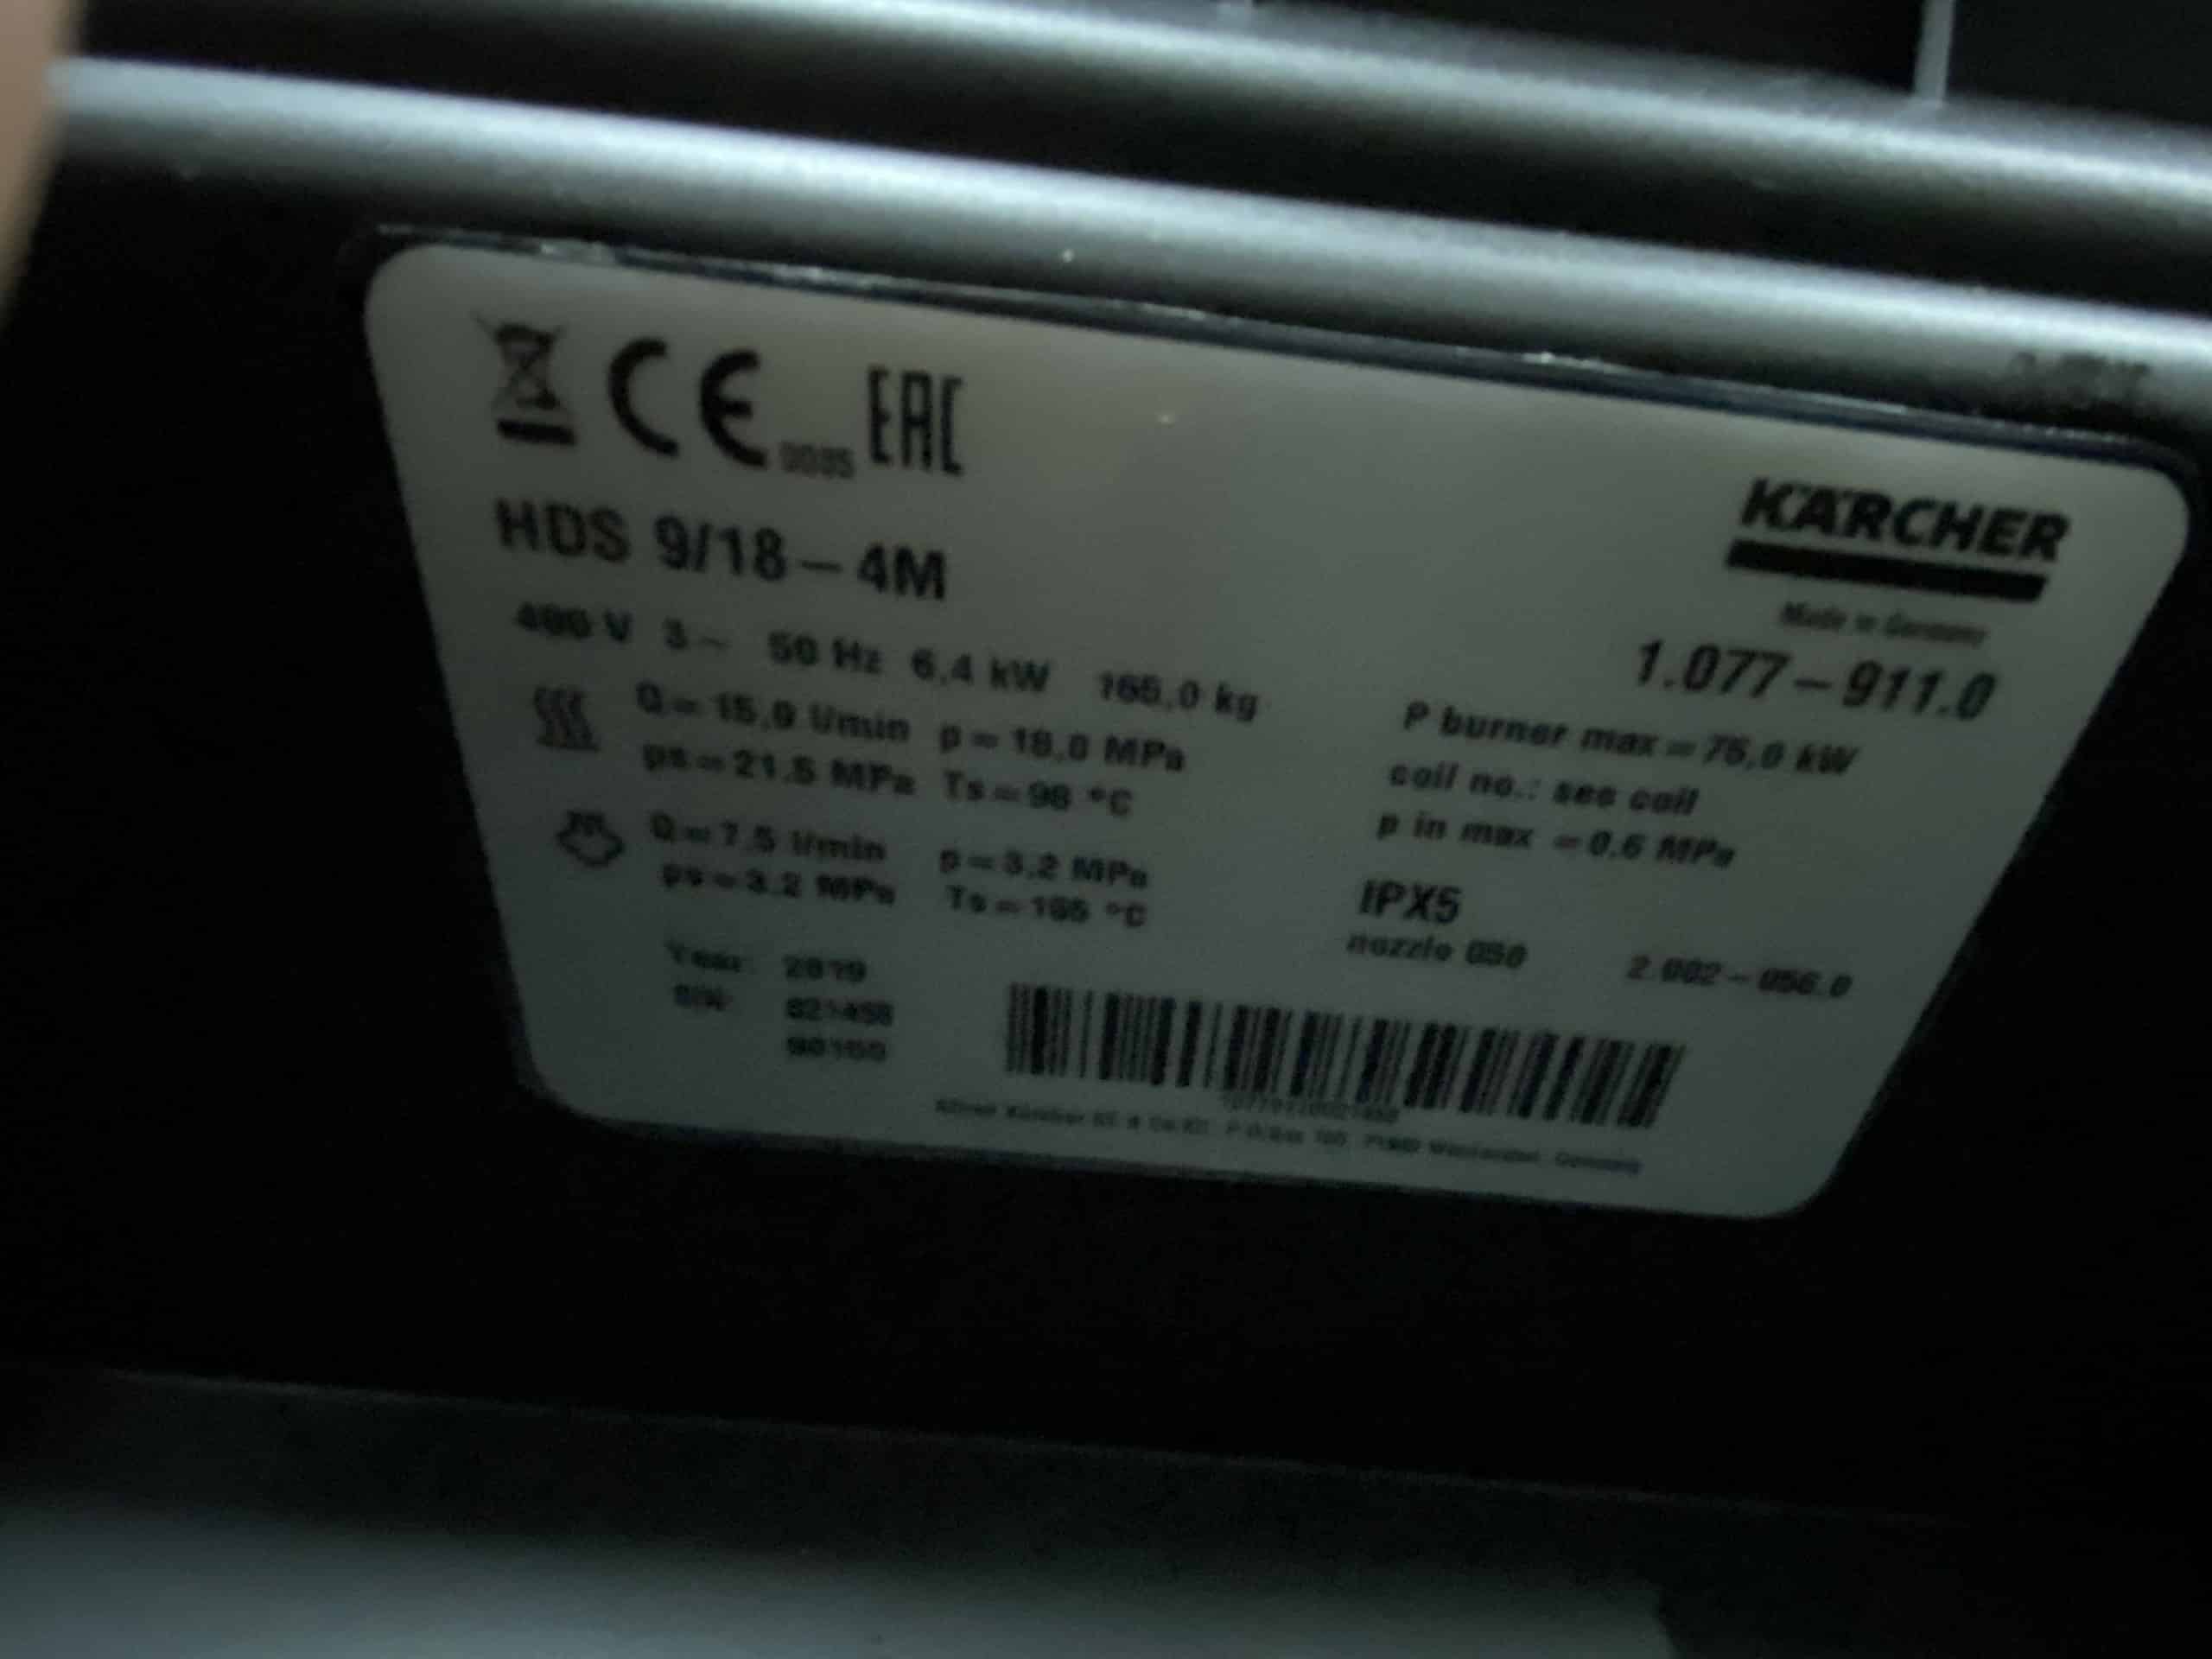 CE 0035 EAC
KÄRCHER
HDS 9/18-4M
Made in Germany
1.077-911.0
400 V 3~ 50 Hz 6,4 kW 165,0 kg
Q=15,0 l/min p=18,0 MPa
ps=21.5 MPa Ts=98 °C
Q=7.5 l/min p=3,2 MPa
ps=3.2 MPa
P burner max=75,0 kW
coil no.: see coil
p in max =0.6 MPa
IPX5
nozzle 050
Year: 2019
S/N: